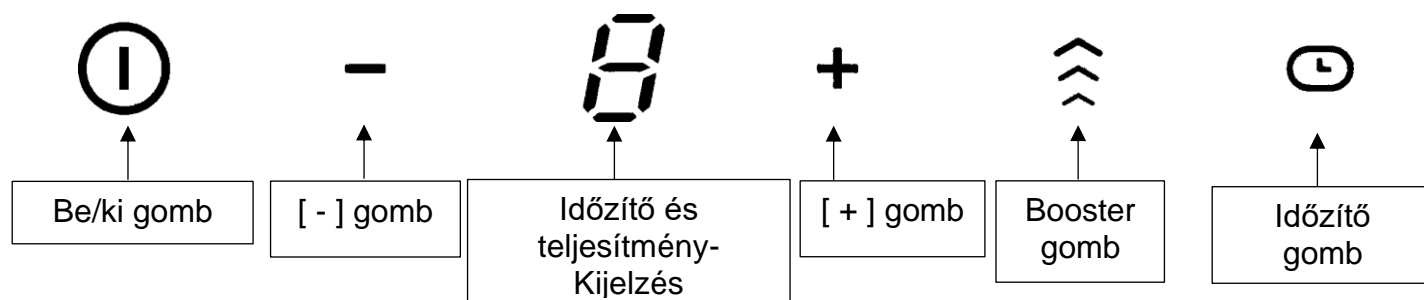 Be/ki gomb
[ - ] gomb
Időzítő és
teljesítmény-
Kijelzés
[ + ] gomb
Booster
gomb
Időzítő
gomb